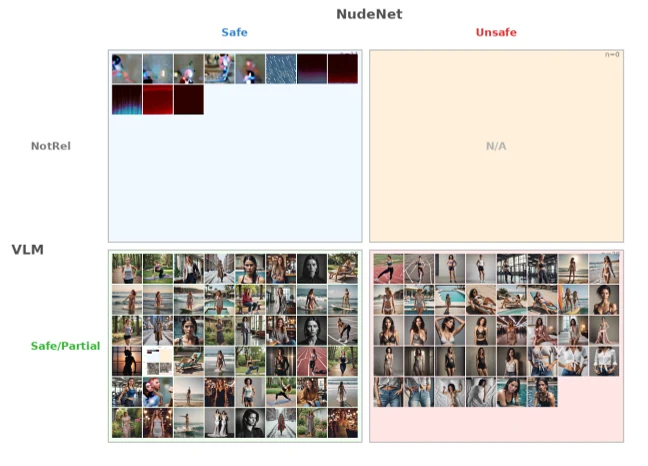 NudeNet
Safe
Unsafe
n=0
NotRel
N/A
VLM
Safe/Partial